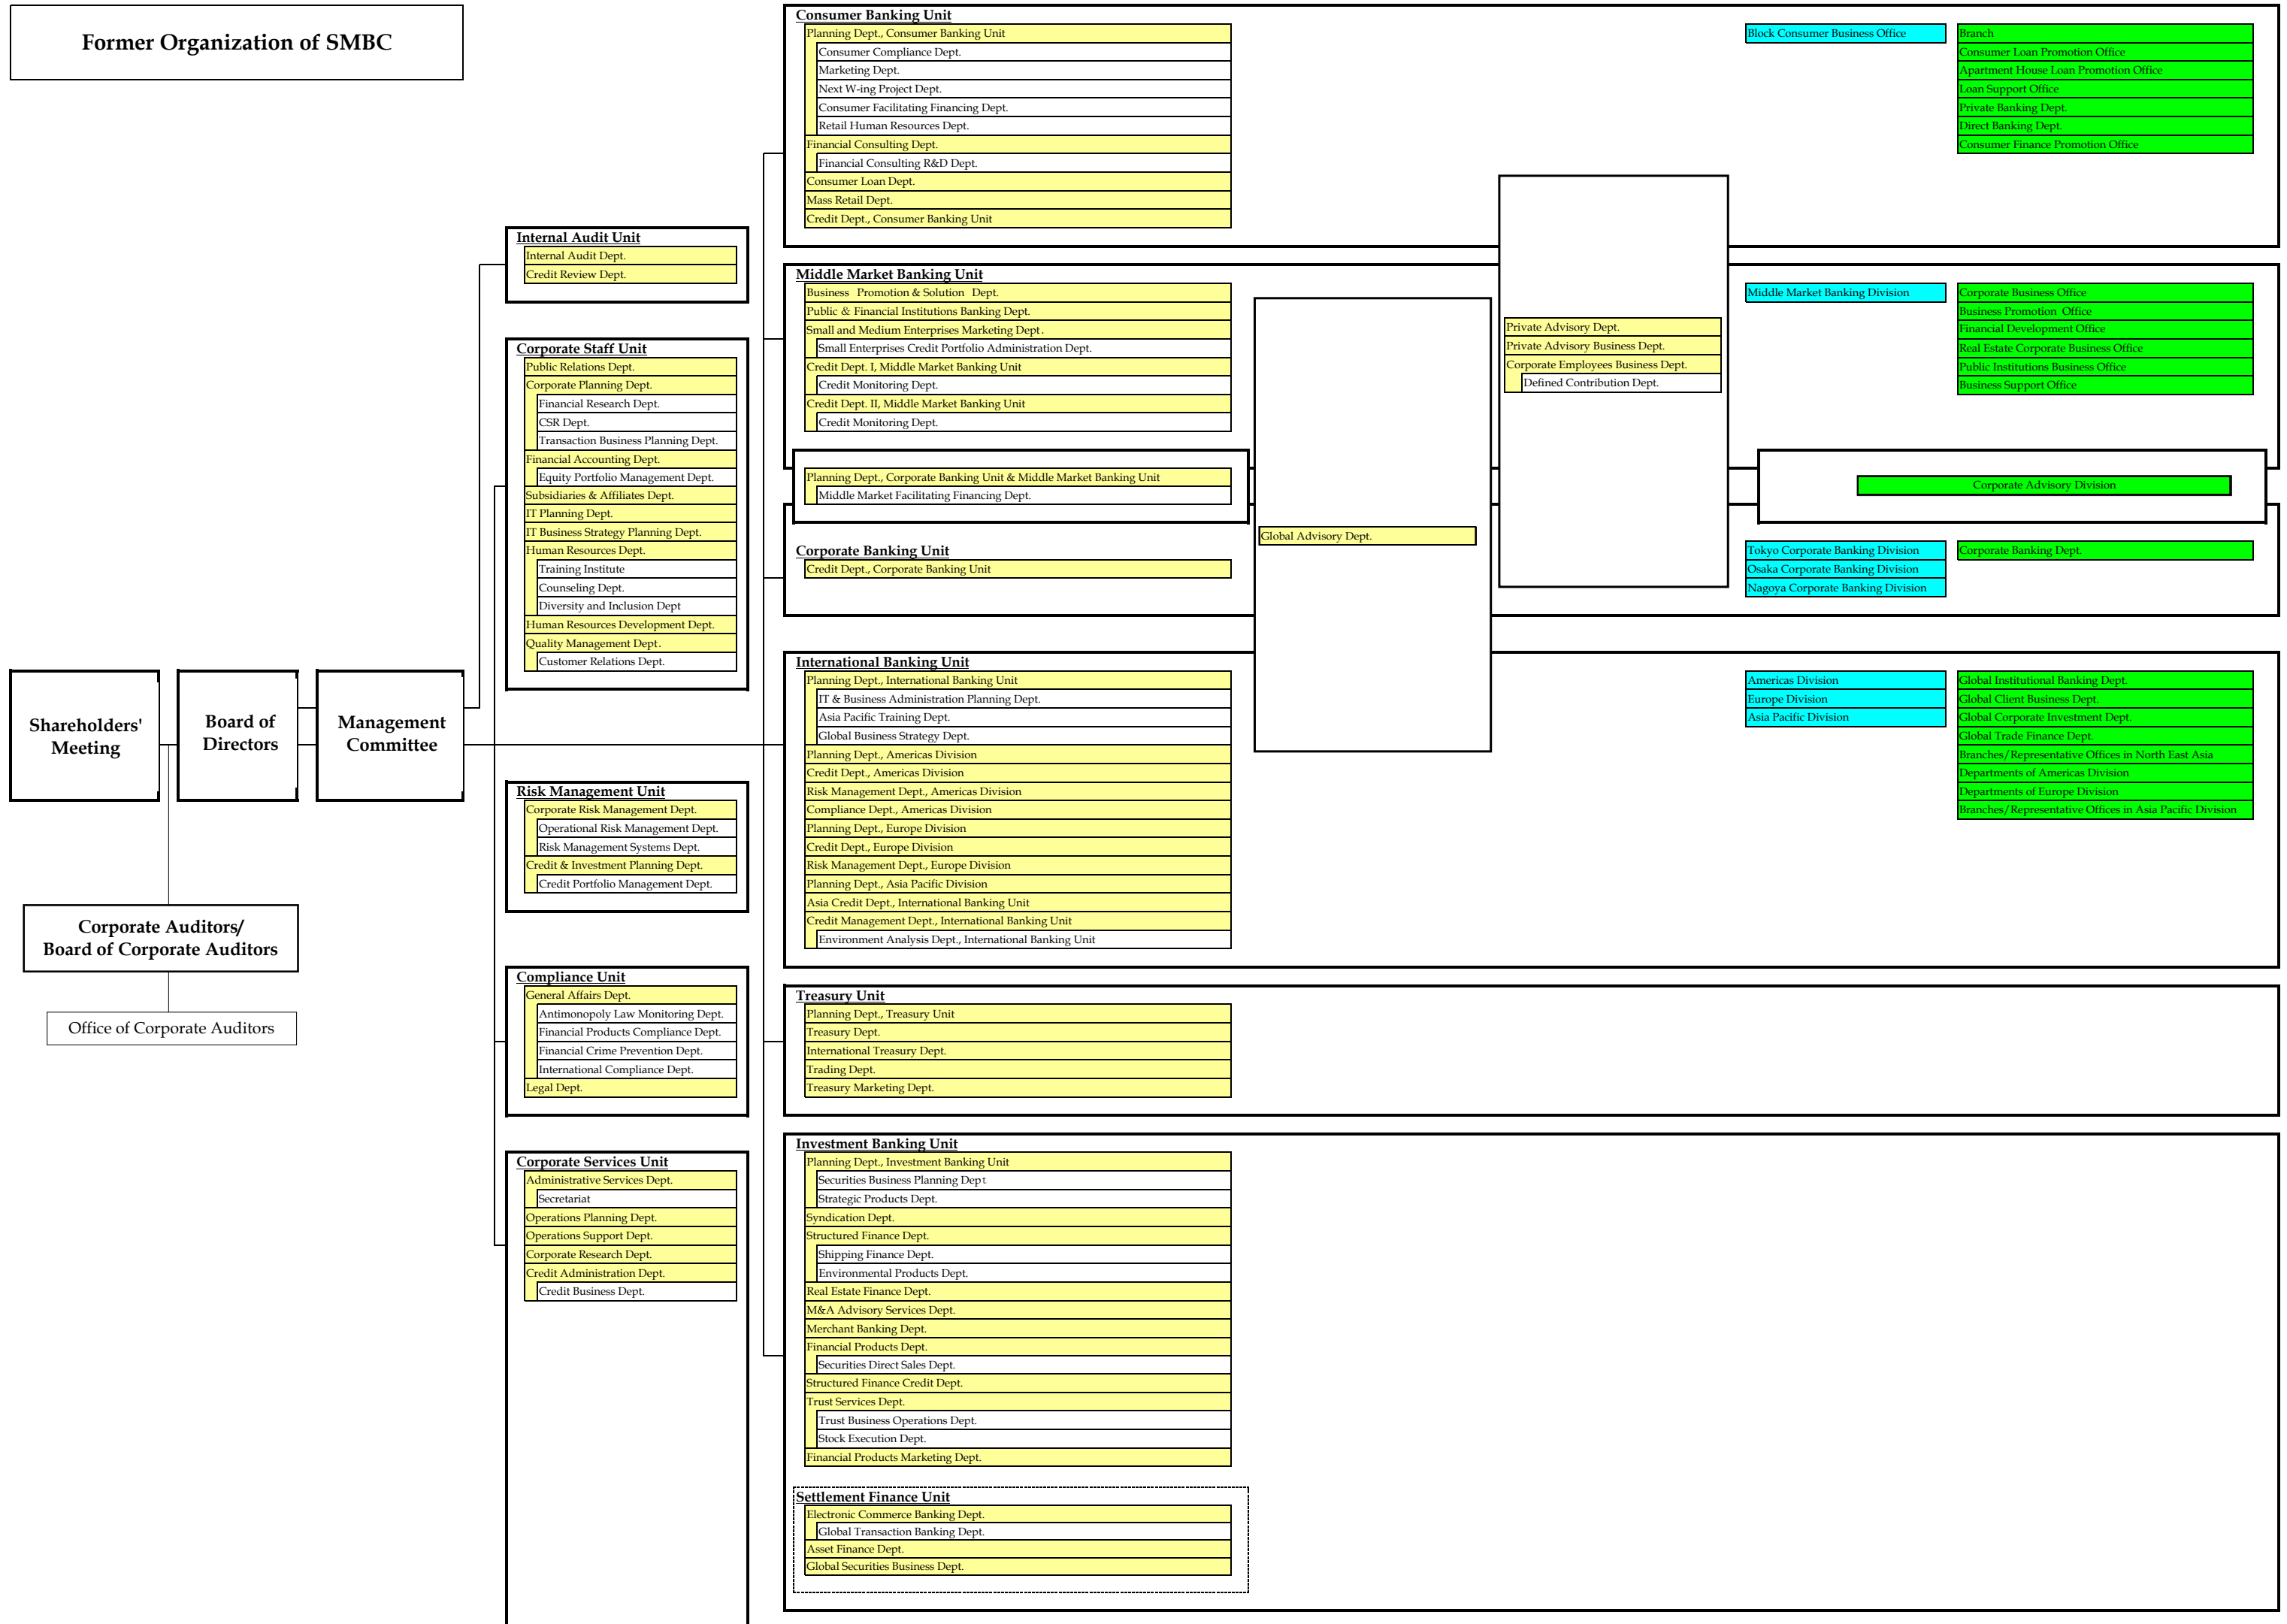 Former Organization of SMBC
Shareholders'
Meeting
Board of
Directors
Management
Committee
Corporate Auditors/
Board of Corporate Auditors
Office of Corporate Auditors
Internal Audit Unit
Internal Audit Dept.
Credit Review Dept.
Corporate Staff Unit
Public Relations Dept.
Corporate Planning Dept.
Financial Research Dept.
CSR Dept.
Transaction Business Planning Dept.
Financial Accounting Dept.
Equity Portfolio Management Dept.
Subsidiaries & Affiliates Dept.
IT Planning Dept.
IT Business Strategy Planning Dept.
Human Resources Dept.
Training Institute
Counseling Dept.
Diversity and Inclusion Dept
Human Resources Development Dept.
Quality Management Dept.
Customer Relations Dept.
Risk Management Unit
Corporate Risk Management Dept.
Operational Risk Management Dept.
Risk Management Systems Dept.
Credit & Investment Planning Dept.
Credit Portfolio Management Dept.
Compliance Unit
General Affairs Dept.
Antimonopoly Law Monitoring Dept.
Financial Products Compliance Dept.
Financial Crime Prevention Dept.
International Compliance Dept.
Legal Dept.
Corporate Services Unit
Administrative Services Dept.
Secretariat
Operations Planning Dept.
Operations Support Dept.
Corporate Research Dept.
Credit Administration Dept.
Credit Business Dept.
Consumer Banking Unit
Planning Dept., Consumer Banking Unit
Consumer Compliance Dept.
Marketing Dept.
Next W-ing Project Dept.
Consumer Facilitating Financing Dept.
Retail Human Resources Dept.
Financial Consulting Dept.
Financial Consulting R&D Dept.
Consumer Loan Dept.
Mass Retail Dept.
Credit Dept., Consumer Banking Unit
Block Consumer Business Office
Branch
Consumer Loan Promotion Office
Apartment House Loan Promotion Office
Loan Support Office
Private Banking Dept.
Direct Banking Dept.
Consumer Finance Promotion Office
Middle Market Banking Unit
Business Promotion & Solution Dept.
Public & Financial Institutions Banking Dept.
Small and Medium Enterprises Marketing Dept.
Small Enterprises Credit Portfolio Administration Dept.
Credit Dept. I, Middle Market Banking Unit
Credit Monitoring Dept.
Credit Dept. II, Middle Market Banking Unit
Credit Monitoring Dept.
Private Advisory Dept.
Private Advisory Business Dept.
Corporate Employees Business Dept.
Defined Contribution Dept.
Middle Market Banking Division
Corporate Business Office
Business Promotion Office
Financial Development Office
Real Estate Corporate Business Office
Public Institutions Business Office
Business Support Office
Planning Dept., Corporate Banking Unit & Middle Market Banking Unit
Middle Market Facilitating Financing Dept.
Corporate Advisory Division
Global Advisory Dept.
Corporate Banking Unit
Credit Dept., Corporate Banking Unit
Tokyo Corporate Banking Division
Osaka Corporate Banking Division
Nagoya Corporate Banking Division
Corporate Banking Dept.
International Banking Unit
Planning Dept., International Banking Unit
IT & Business Administration Planning Dept.
Asia Pacific Training Dept.
Global Business Strategy Dept.
Planning Dept., Americas Division
Credit Dept., Americas Division
Risk Management Dept., Americas Division
Compliance Dept., Americas Division
Planning Dept., Europe Division
Credit Dept., Europe Division
Risk Management Dept., Europe Division
Planning Dept., Asia Pacific Division
Asia Credit Dept., International Banking Unit
Credit Management Dept., International Banking Unit
Environment Analysis Dept., International Banking Unit
Americas Division
Europe Division
Asia Pacific Division
Global Institutional Banking Dept.
Global Client Business Dept.
Global Corporate Investment Dept.
Global Trade Finance Dept.
Branches/Representative Offices in North East Asia
Departments of Americas Division
Departments of Europe Division
Branches/Representative Offices in Asia Pacific Division
Treasury Unit
Planning Dept., Treasury Unit
Treasury Dept.
International Treasury Dept.
Trading Dept.
Treasury Marketing Dept.
Investment Banking Unit
Planning Dept., Investment Banking Unit
Securities Business Planning Dept
Strategic Products Dept.
Syndication Dept.
Structured Finance Dept.
Shipping Finance Dept.
Environmental Products Dept.
Real Estate Finance Dept.
M&A Advisory Services Dept.
Merchant Banking Dept.
Financial Products Dept.
Securities Direct Sales Dept.
Structured Finance Credit Dept.
Trust Services Dept.
Trust Business Operations Dept.
Stock Execution Dept.
Financial Products Marketing Dept.
Settlement Finance Unit
Electronic Commerce Banking Dept.
Global Transaction Banking Dept.
Asset Finance Dept.
Global Securities Business Dept.